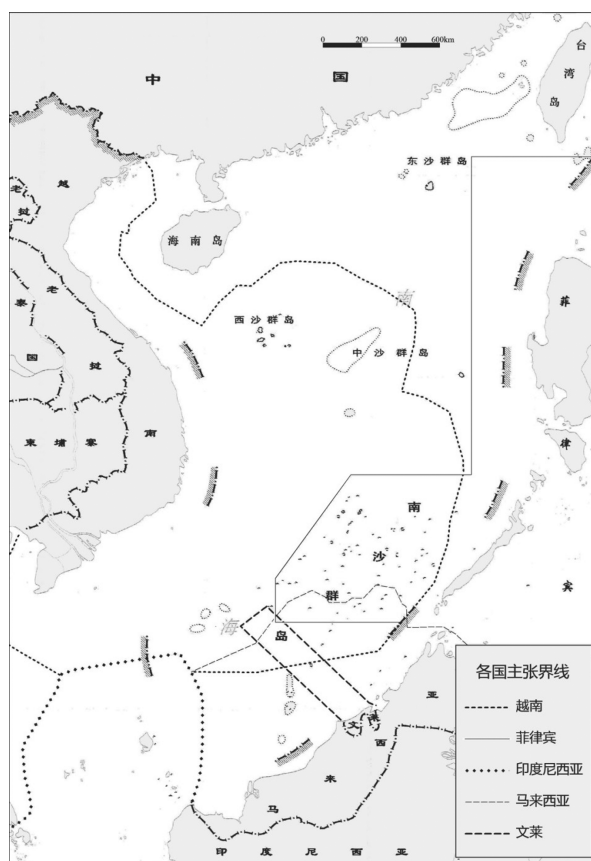 0 200 400 600km
中 国
台
湾
岛
越
东沙群岛
老
挝
海南岛
老
南
泰
菲
西沙群岛
中沙群岛
国
挝
柬埔寨
南
律
南
沙
宾
群
海
岛
各国主张界线
亚
越南
文
莱
菲律宾
西
印度尼西亚
来
马来西亚
马
文莱
印度尼西亚